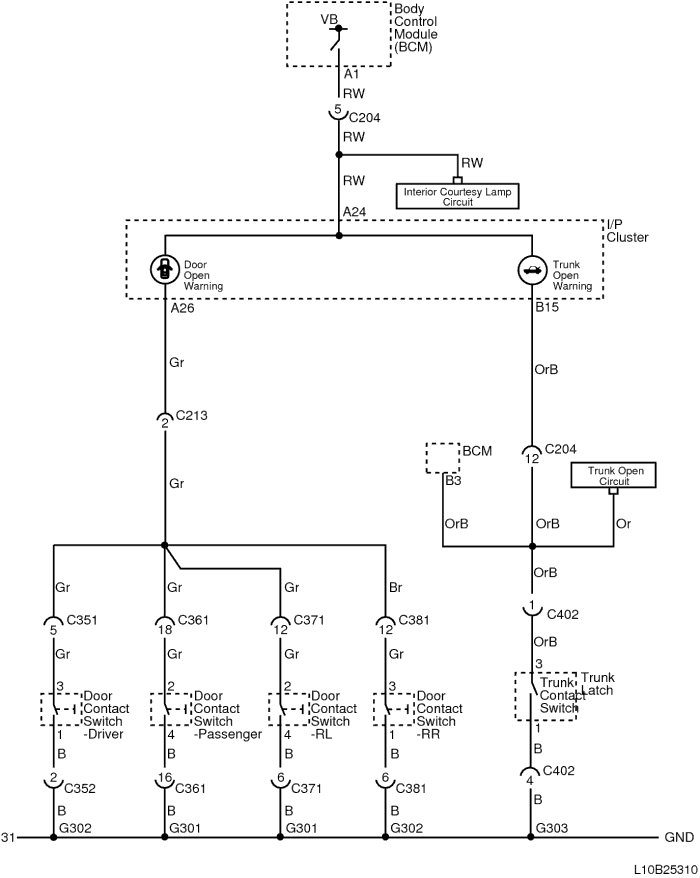 Body
Control
Module
(BCM)
VB
A1
RW
5
C204
RW
RW
Interior Courtesy Lamp
Circuit
RW
A24
I/P
Cluster
Door
Open
Warning
Trunk
Open
Warning
A26
B15
Gr
OrB
C213
2
C204
12
BCM
B3
Trunk Open
Circuit
Gr
OrB
OrB
Or
OrB
Gr
Gr
Gr
Br
1
C402
C351
5
C361
18
C371
12
C381
12
OrB
Gr
Gr
Gr
Gr
3
Trunk
Contact
Switch
Trunk
Latch
3
Door
Contact
Switch
-Driver
2
Door
Contact
Switch
-Passenger
2
Door
Contact
Switch
-RL
3
Door
Contact
Switch
-RR
1
1
4
4
1
B
B
B
B
B
C402
4
2
C352
16
C361
6
C371
6
C381
B
B
B
B
B
G302
G301
G301
G302
G303
31
GND
L10B25310